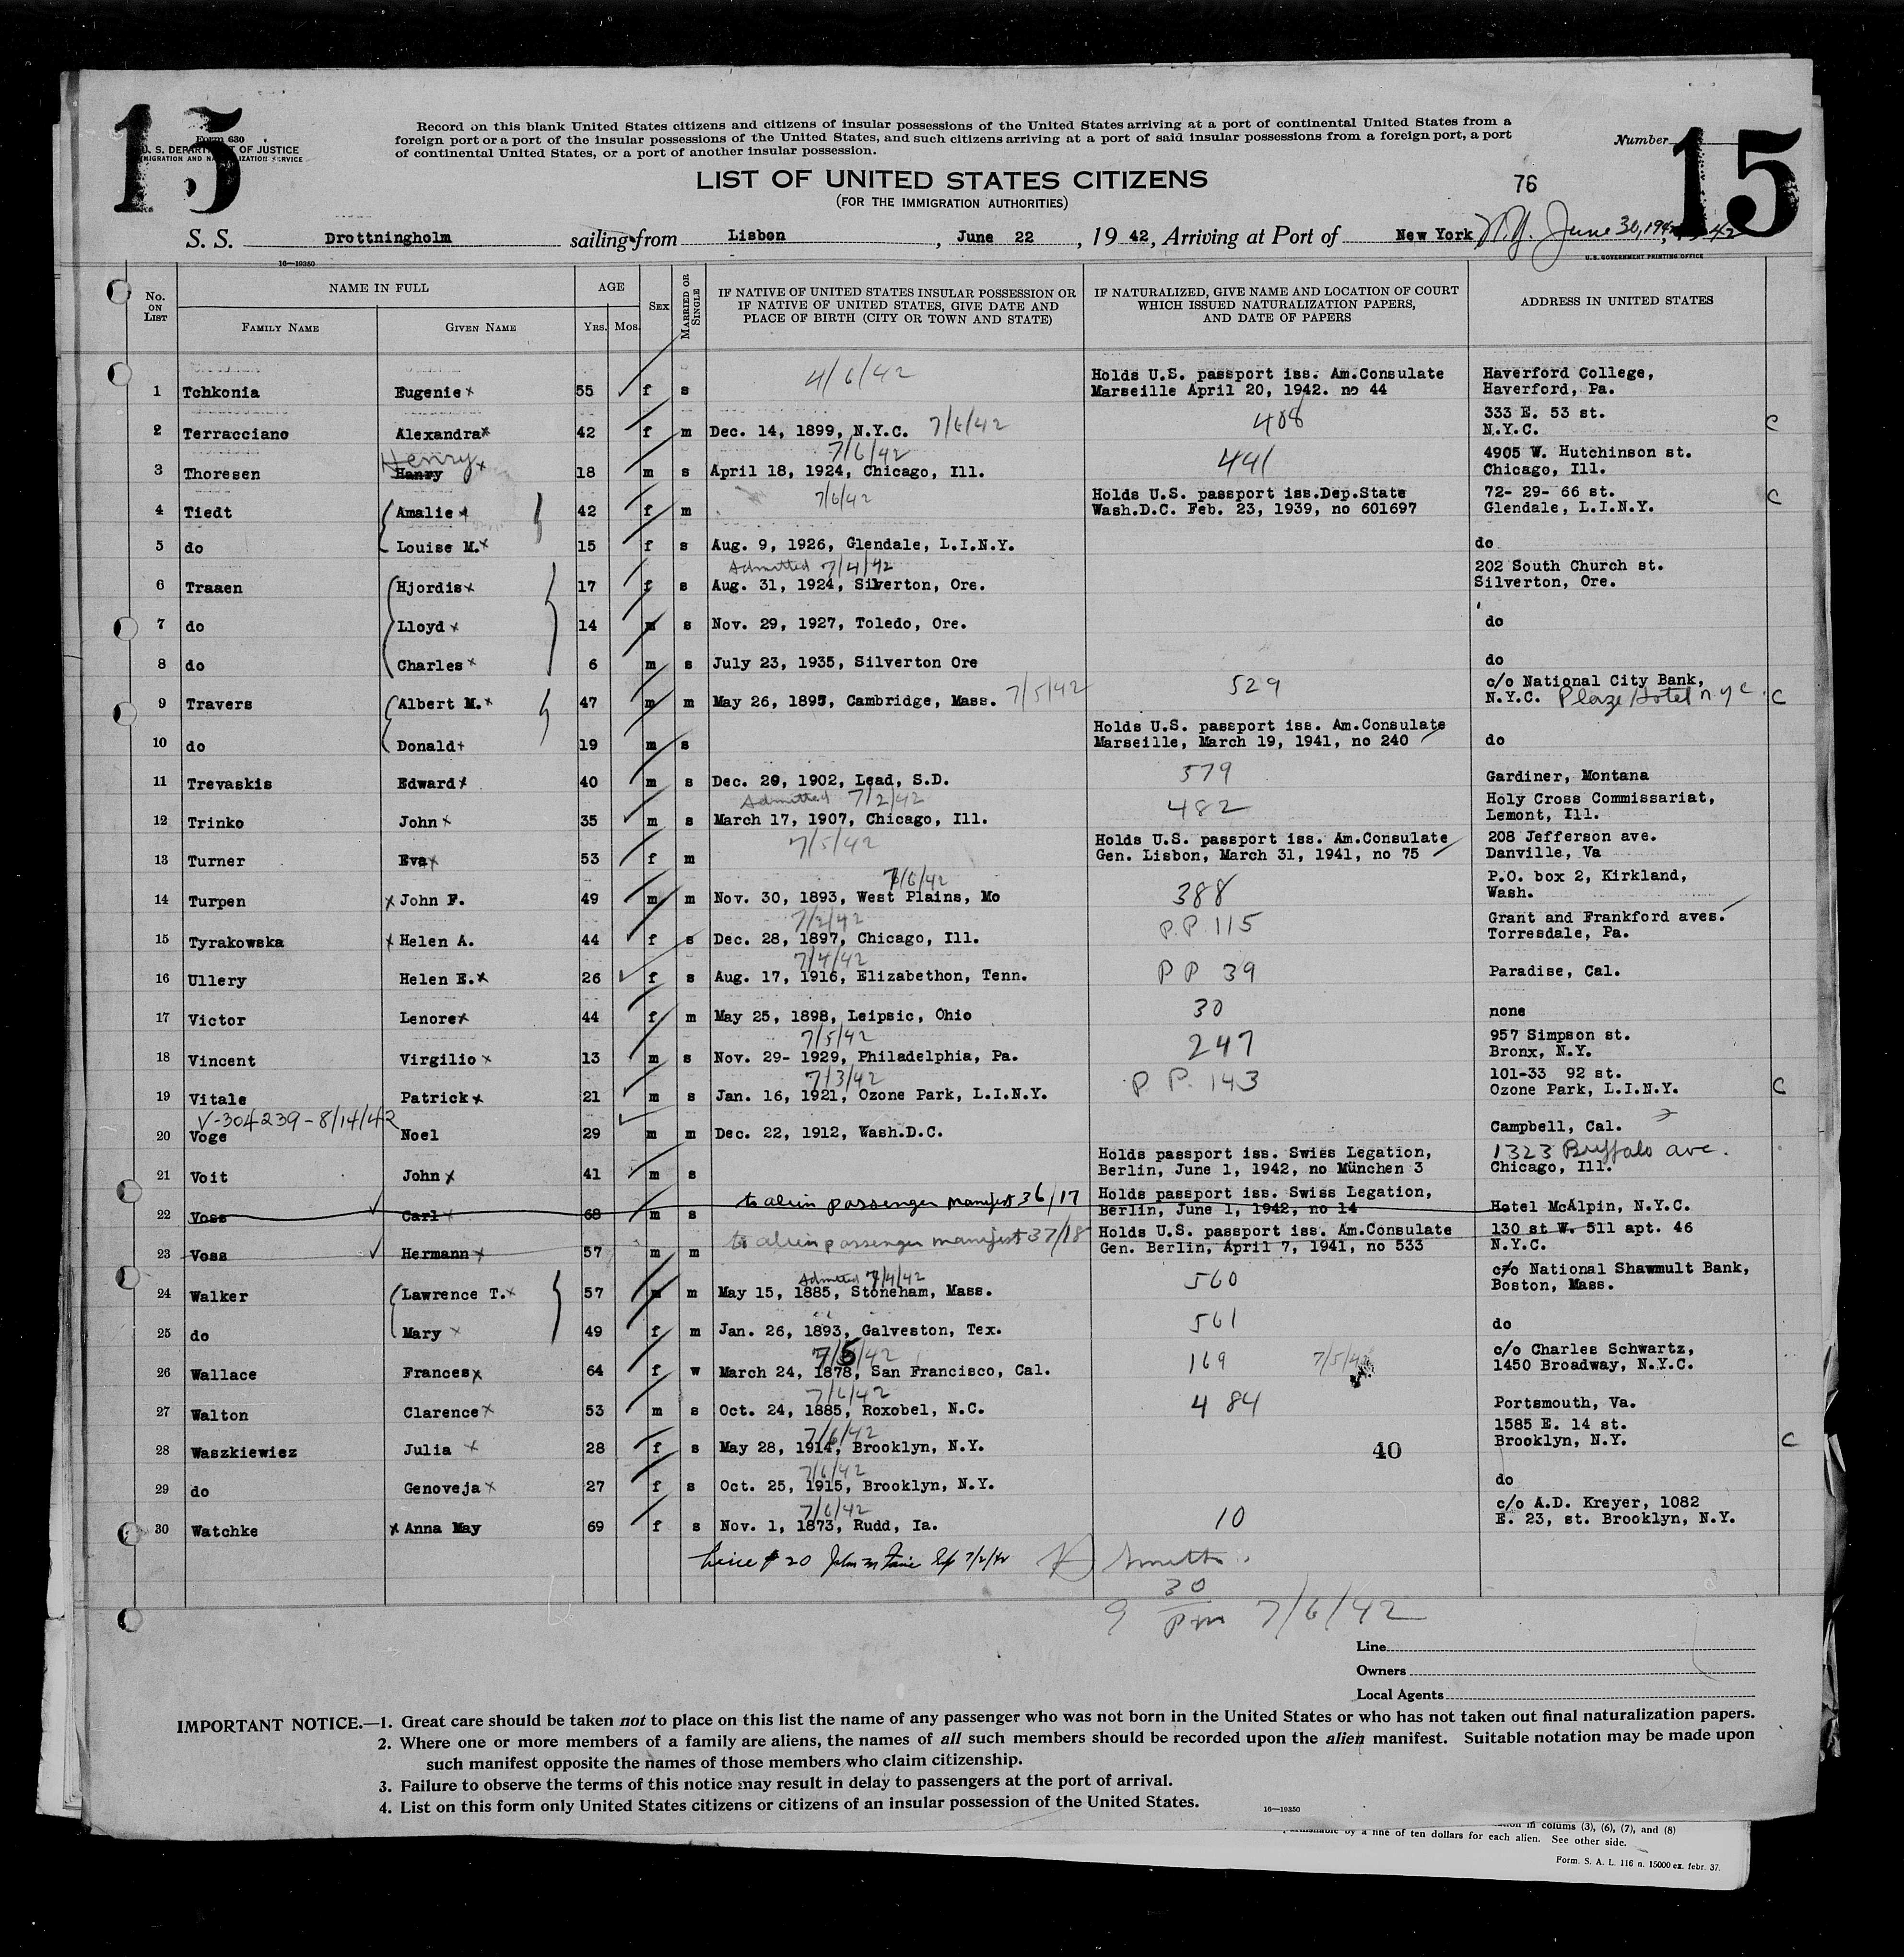 15
15
Form 630
U. S. DEPARTMENT OF JUSTICE
IMMIGRATION AND NATURALIZATION SERVICE
Record on this blank United States citizens and citizens of insular possessions of the United States arriving at a port of continental United States from a
foreign port or a port of the insular possessions of the United States, and such citizens arriving at a port of said insular possessions from a foreign port, a port
of continental United States, or a port of another insular possession.
Number
LIST OF UNITED STATES CITIZENS
(FOR THE IMMIGRATION AUTHORITIES)
76
S. S. Drottningholm sailing from Lisbon, June 22, 1942, Arriving at Port of New York N.Y. June 30, 1942
16—19350
U.S. GOVERNMENT PRINTING OFFICE
No. ON LIST
NAME IN FULL
FAMILY NAME
GIVEN NAME
AGE
YRS. MOS.
SEX
MARRIED OR SINGLE
IF NATIVE OF UNITED STATES INSULAR POSSESSION OR
IF NATIVE OF UNITED STATES, GIVE DATE AND
PLACE OF BIRTH (CITY OR TOWN AND STATE)
IF NATURALIZED, GIVE NAME AND LOCATION OF COURT
WHICH ISSUED NATURALIZATION PAPERS,
AND DATE OF PAPERS
ADDRESS IN UNITED STATES
1 Tchkonia Eugenie x 55 f s 4/6/42 Holds U.S. passport iss. Am.Consulate Marseille April 20, 1942. no 44 Haverford College, Haverford, Pa.
2 Terracciano Alexandra x 42 f m Dec. 14, 1899, N.Y.C. 7/6/42 408 333 E. 53 st. N.Y.C. C
3 Thoresen Hanry Henry x 18 m s 7/6/42 April 18, 1924, Chicago, Ill. 441 4905 W. Hutchinson st. Chicago, Ill.
4 Tiedt Amalie x 42 f m 7/6/42 Holds U.S. passport iss.Dep.State Wash.D.C. Feb. 23, 1939, no 601697 72- 29- 66 st. Glendale, L.I.N.Y. C
5 do Louise M. x 15 f s Aug. 9, 1926, Glendale, L.I.N.Y. do
6 Traaen Hjordis x 17 f s Admitted 7/4/42 Aug. 31, 1924, Silverton, Ore. 202 South Church st. Silverton, Ore.
7 do Lloyd x 14 m s Nov. 29, 1927, Toledo, Ore. do
8 do Charles x 6 m s July 23, 1935, Silverton Ore do
9 Travers Albert M. x 47 m m May 26, 1895, Cambridge, Mass. 7/5/42 529 c/o National City Bank, N.Y.C. Plaze Hotel n.y.c. C
10 do Donald x 19 m s Holds U.S. passport iss. Am.Consulate Marseille, March 19, 1941, no 240 do
11 Trevaskis Edward x 40 m s Dec. 20, 1902, Lead, S.D. 579 Gardiner, Montana
12 Trinko John x 35 m s Admitted 7/2/42 March 17, 1907, Chicago, Ill. 482 Holy Cross Commissariat, Lemont, Ill.
13 Turner Eva x 53 f m 7/5/42 Holds U.S. passport iss. Am.Consulate Gen. Lisbon, March 31, 1941, no 75 208 Jefferson ave. Danville, Va
14 Turpen x John F. 49 m m 7/6/42 Nov. 30, 1893, West Plains, Mo 388 P.O. box 2, Kirkland, Wash.
15 Tyrakowska x Helen A. 44 f s 7/2/42 Dec. 28, 1897, Chicago, Ill. P.P. 115 Grant and Frankford aves. Torresdale, Pa.
16 Ullery Helen E. x 26 f s 7/4/42 Aug. 17, 1916, Elizabethon, Tenn. P P 39 Paradise, Cal.
17 Victor Lenore x 44 f m May 25, 1898, Leipsic, Ohio 30 none
18 Vincent Virgilio x 13 m s 7/5/42 Nov. 29- 1929, Philadelphia, Pa. 247 957 Simpson st. Bronx, N.Y.
19 Vitale Patrick x 21 m s 7/3/42 Jan. 16, 1921, Ozone Park, L.I.N.Y. P. P. 143 101-33 92 st. Ozone Park, L.I.N.Y. C
V-304239-8/14/42
20 Voge Noel 29 m m Dec. 22, 1912, Wash.D.C. Campbell, Cal.
21 Voit John x 41 m s Holds passport iss. Swiss Legation, Berlin, June 1, 1942, no München 3 1323 Buffalo ave. Chicago, Ill.
22 Voss Carl x 68 m s to alien passenger manifest 36/17 Holds passport iss. Swiss Legation, Berlin, June 1, 1942, no 14 Hotel McAlpin, N.Y.C.
23 Voss Hermann x 57 m m to alien passenger manifest 37/18 Holds U.S. passport iss. Am.Consulate Gen. Berlin, April 7, 1941, no 533 130 st W. 511 apt. 46 N.Y.C.
24 Walker Lawrence T. x 57 m m Admitted 7/4/42 May 15, 1885, Stoneham, Mass. 560 c/o National Shawmult Bank, Boston, Mass.
25 do Mary x 49 f m Jan. 26, 1893, Galveston, Tex. 561 do
26 Wallace Frances x 64 f w 7/5/42 March 24, 1878, San Francisco, Cal. 169 7/5/42 c/o Charles Schwartz, 1450 Broadway, N.Y.C.
27 Walton Clarence x 53 m s 7/6/42 Oct. 24, 1885, Roxobel, N.C. 484 Portsmouth, Va.
28 Waszkiewiez Julia x 28 f s 7/6/42 May 28, 1914, Brooklyn, N.Y. 40 1585 E. 14 st. Brooklyn, N.Y. C
29 do Genoveja x 27 f s 7/6/42 Oct. 25, 1915, Brooklyn, N.Y. do
30 Watchke x Anna May 69 f s 7/6/42 Nov. 1, 1873, Rudd, Ia. 10 c/o A.D. Kreyer, 1082 E. 23, st. Brooklyn, N.Y.
Line # 20 John 7/2/42
9 30 pm 7/6/42
Line
Owners
Local Agents
IMPORTANT NOTICE.—1. Great care should be taken not to place on this list the name of any passenger who was not born in the United States or who has not taken out final naturalization papers.
2. Where one or more members of a family are aliens, the names of all such members should be recorded upon the alien manifest. Suitable notation may be made upon
such manifest opposite the names of those members who claim citizenship.
3. Failure to observe the terms of this notice may result in delay to passengers at the port of arrival.
4. List on this form only United States citizens or citizens of an insular possession of the United States.
16—19350
in colums (3), (6), (7), and (8)
by a fine of ten dollars for each alien. See other side.
Form. S. A. L. 116 n. 15000 ex. febr. 37.